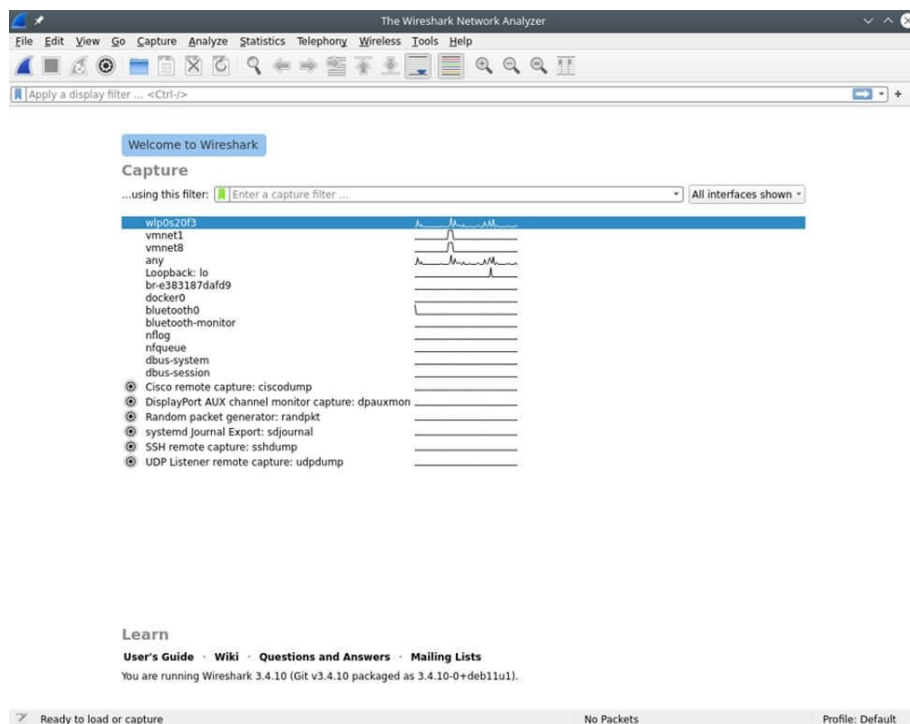 The Wireshark Network Analyzer
File Edit View Go Capture Analyze Statistics Telephony Wireless Tools Help
Apply a display filter ... <Ctrl-/>
Welcome to Wireshark
Capture
...using this filter: Enter a capture filter ... All interfaces shown
wlp0s20f3
vmnet1
vmnet8
any
Loopback: lo
br-e383187dafd9
docker0
bluetooth0
bluetooth-monitor
nflog
nfqueue
dbus-system
dbus-session
Cisco remote capture: ciscodump
DisplayPort AUX channel monitor capture: dpauxmon
Random packet generator: randpkt
systemd Journal Export: sdjournal
SSH remote capture: sshdump
UDP Listener remote capture: udpdump
Learn
User's Guide · Wiki · Questions and Answers · Mailing Lists
You are running Wireshark 3.4.10 (Git v3.4.10 packaged as 3.4.10-0+deb11u1).
Ready to load or capture No Packets Profile: Default